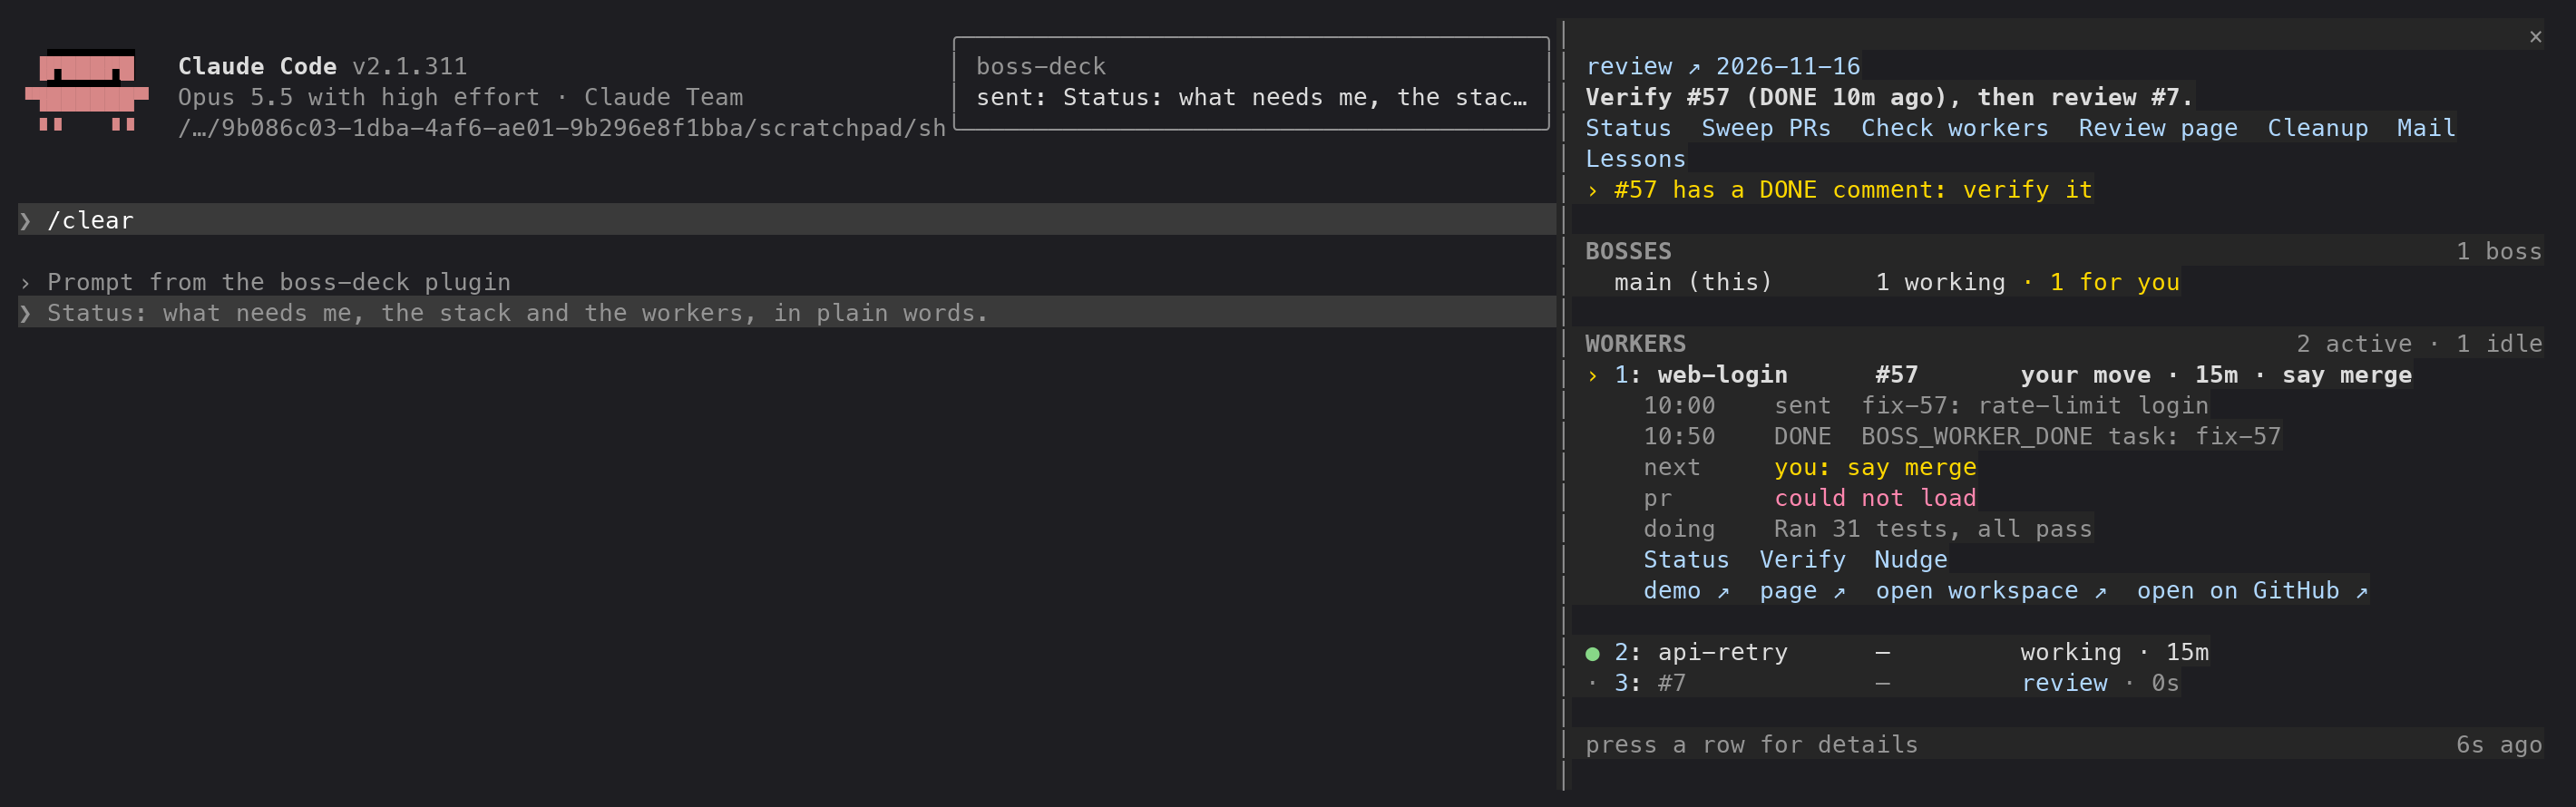 Claude Code v2.1.311
Opus 5.5 with high effort · Claude Team
/…/9b086c03-1dba-4af6-ae01-9b296e8f1bba/scratchpad/sh
boss-deck
sent: Status: what needs me, the stac…
❯ /clear
› Prompt from the boss-deck plugin
❯ Status: what needs me, the stack and the workers, in plain words.
×
review ↗ 2026-11-16
Verify #57 (DONE 10m ago), then review #7.
Status  Sweep PRs  Check workers  Review page  Cleanup  Mail
Lessons
› #57 has a DONE comment: verify it
BOSSES 1 boss
main (this) 1 working · 1 for you
WORKERS 2 active · 1 idle
› 1: web-login #57 your move · 15m · say merge
10:00 sent fix-57: rate-limit login
10:50 DONE BOSS_WORKER_DONE task: fix-57
next you: say merge
pr could not load
doing Ran 31 tests, all pass
Status  Verify  Nudge
demo ↗  page ↗  open workspace ↗  open on GitHub ↗
● 2: api-retry — working · 15m
· 3: #7 — review · 0s
press a row for details 6s ago